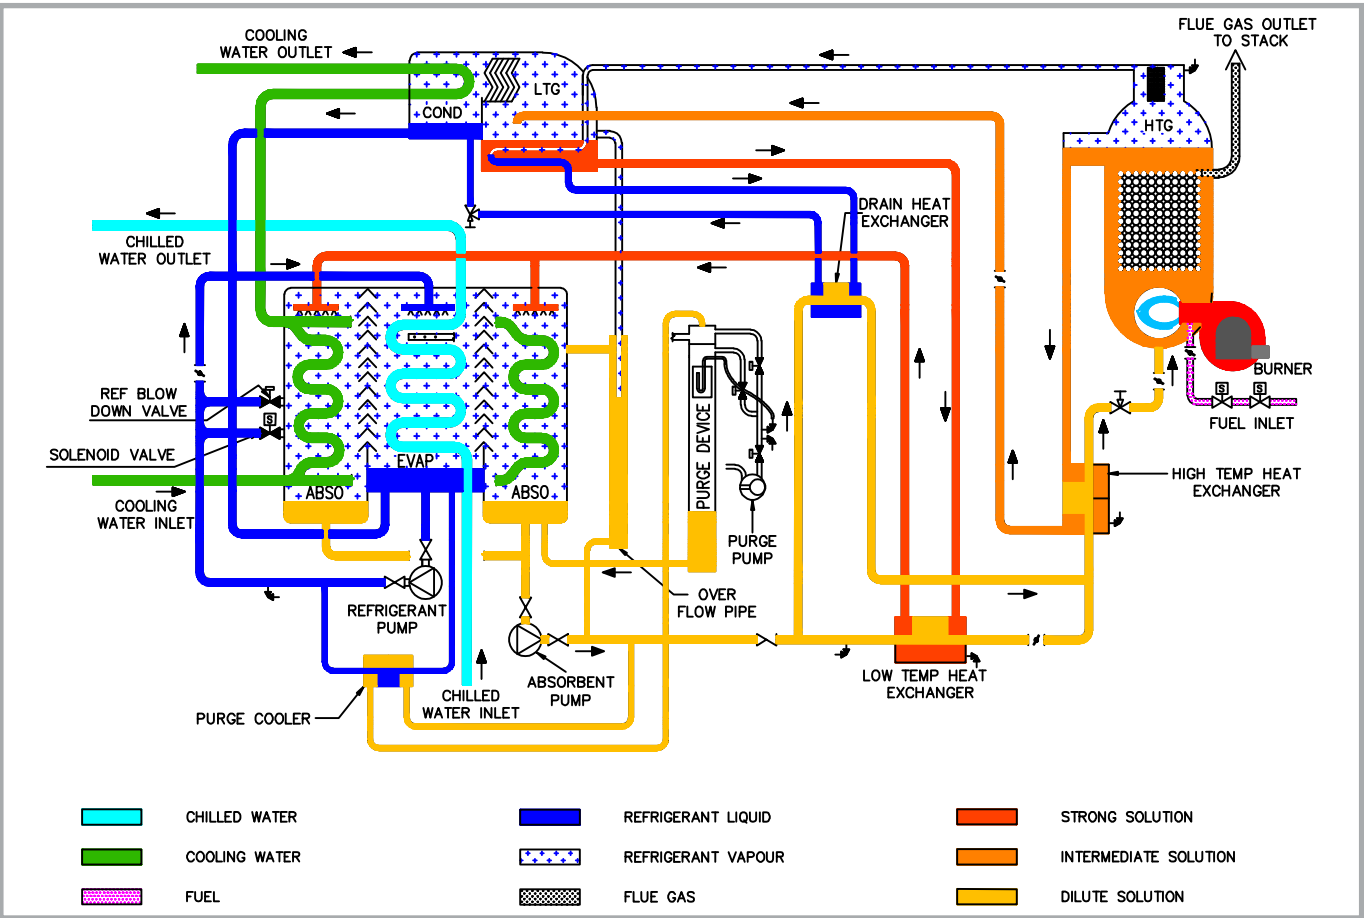 COOLING
WATER OUTLET
FLUE GAS OUTLET
TO STACK
LTG
COND
HTG
DRAIN HEAT
EXCHANGER
CHILLED
WATER OUTLET
BURNER
REF BLOW
DOWN VALVE
S
S
S
FUEL INLET
SOLENOID VALVE
EVAP
PURGE DEVICE
HIGH TEMP HEAT
EXCHANGER
ABSO
ABSO
COOLING
WATER INLET
PURGE
PUMP
OVER
FLOW PIPE
REFRIGERANT
PUMP
ABSORBENT
PUMP
LOW TEMP HEAT
EXCHANGER
CHILLED
WATER INLET
PURGE COOLER
CHILLED WATER
REFRIGERANT LIQUID
STRONG SOLUTION
COOLING WATER
REFRIGERANT VAPOUR
INTERMEDIATE SOLUTION
FUEL
FLUE GAS
DILUTE SOLUTION